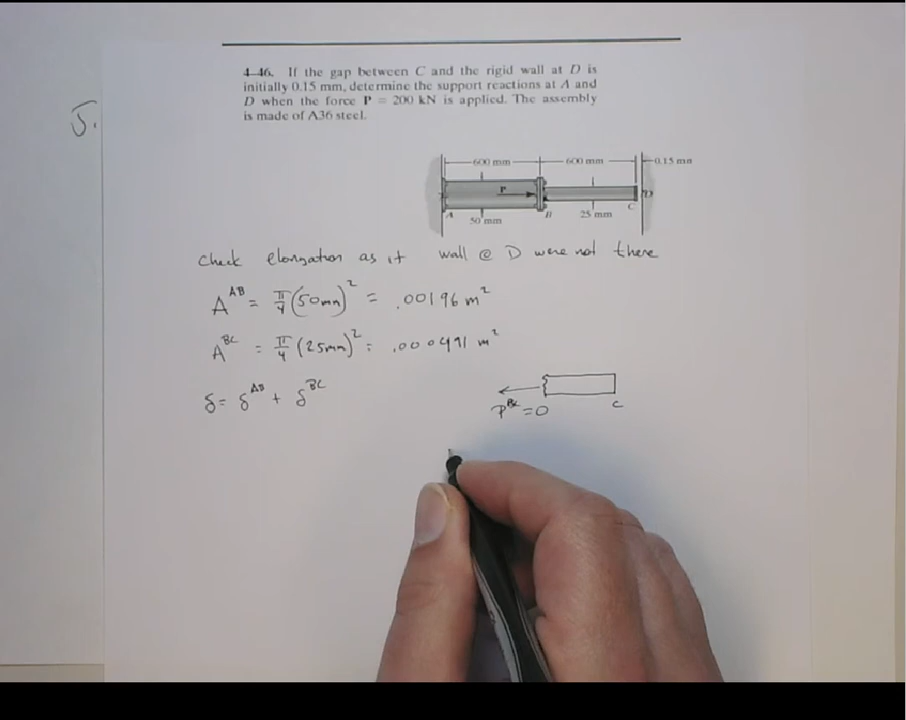 5.
4-46. If the gap between C and the rigid wall at D is
initially 0.15 mm, determine the support reactions at A and
D when the force P = 200 kN is applied. The assembly
is made of A36 steel.
600 mm 600 mm 0.15 mm
P D
A B C
50 mm 25 mm
Check elongation as if wall @ D were not there
A^AB = π/4 (50mm)^2 = .00196 m^2
A^BC = π/4 (25mm)^2 = .000491 m^2
δ = δ^AB + δ^BC
P^BC = 0 C